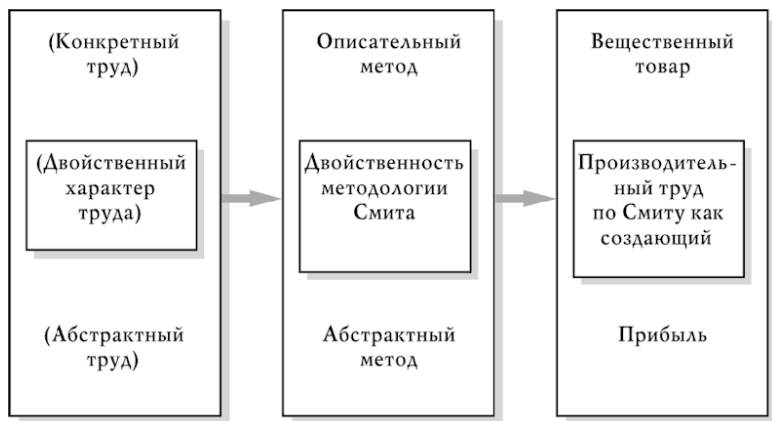 (Конкретный
труд)
(Двойственный
характер
труда)
(Абстрактный
труд)
Описательный
метод
Двойственность
методологии
Смита
Абстрактный
метод
Вещественный
товар
Производитель-
ный труд
по Смиту как
создающий
Прибыль